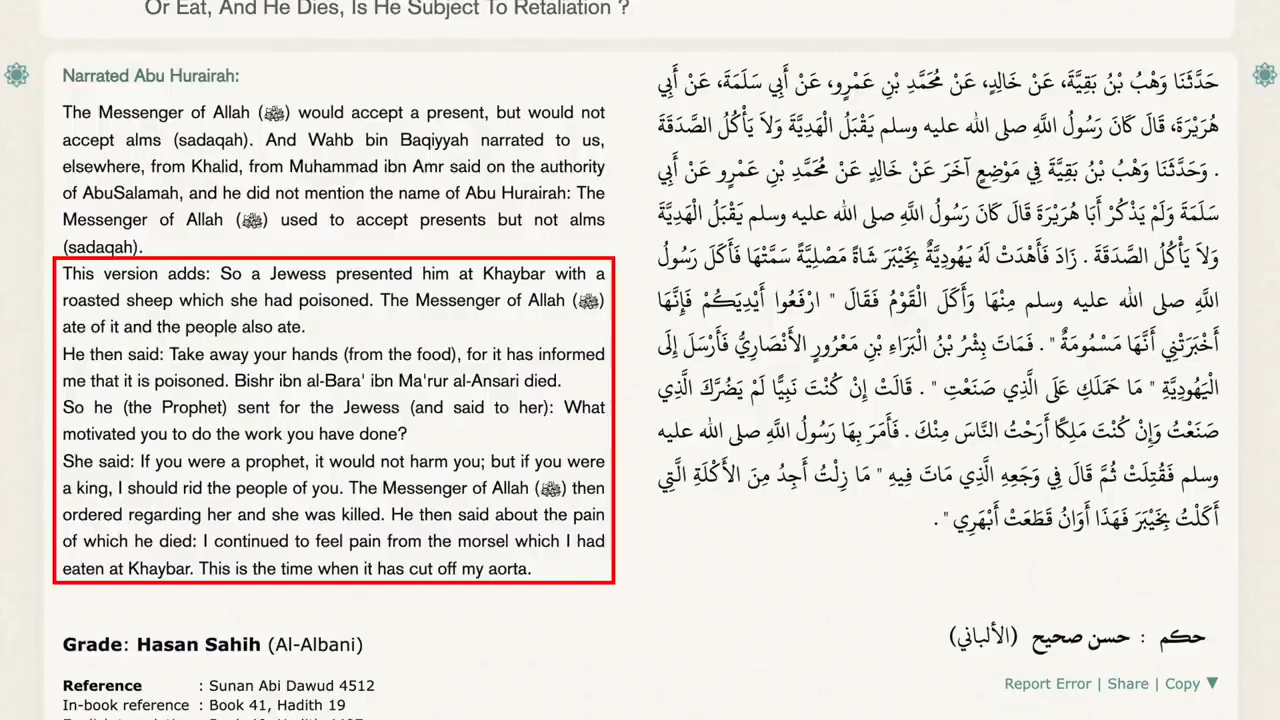 Or Eat, And He Dies, Is He Subject To Retaliation ?
Narrated Abu Hurairah:
The Messenger of Allah (ﷺ) would accept a present, but would not
accept alms (sadaqah). And Wahb bin Baqiyyah narrated to us,
elsewhere, from Khalid, from Muhammad ibn Amr said on the authority
of AbuSalamah, and he did not mention the name of Abu Hurairah: The
Messenger of Allah (ﷺ) used to accept presents but not alms
(sadaqah).
This version adds: So a Jewess presented him at Khaybar with a
roasted sheep which she had poisoned. The Messenger of Allah (ﷺ)
ate of it and the people also ate.
He then said: Take away your hands (from the food), for it has informed
me that it is poisoned. Bishr ibn al-Bara' ibn Ma'rur al-Ansari died.
So he (the Prophet) sent for the Jewess (and said to her): What
motivated you to do the work you have done?
She said: If you were a prophet, it would not harm you; but if you were
a king, I should rid the people of you. The Messenger of Allah (ﷺ) then
ordered regarding her and she was killed. He then said about the pain
of which he died: I continued to feel pain from the morsel which I had
eaten at Khaybar. This is the time when it has cut off my aorta.
حَدَّثَنَا وَهْبُ بْنُ بَقِيَّةَ، عَنْ خَالِدٍ، عَنْ مُحَمَّدِ بْنِ عَمْرٍو، عَنْ أَبِي سَلَمَةَ، عَنْ أَبِي
هُرَيْرَةَ، قَالَ كَانَ رَسُولُ اللَّهِ صلى الله عليه وسلم يَقْبَلُ الْهَدِيَّةَ وَلاَ يَأْكُلُ الصَّدَقَةَ
. وَحَدَّثَنَا وَهْبُ بْنُ بَقِيَّةَ فِي مَوْضِعٍ آخَرَ عَنْ خَالِدٍ عَنْ مُحَمَّدِ بْنِ عَمْرٍو عَنْ أَبِي
سَلَمَةَ وَلَمْ يَذْكُرْ أَبَا هُرَيْرَةَ قَالَ كَانَ رَسُولُ اللَّهِ صلى الله عليه وسلم يَقْبَلُ الْهَدِيَّةَ
وَلاَ يَأْكُلُ الصَّدَقَةَ . زَادَ فَأَهْدَتْ لَهُ يَهُودِيَّةٌ بِخَيْبَرَ شَاةً مَصْلِيَّةً سَمَّتْهَا فَأَكَلَ رَسُولُ
اللَّهِ صلى الله عليه وسلم مِنْهَا وَأَكَلَ الْقَوْمُ فَقَالَ " ارْفَعُوا أَيْدِيَكُمْ فَإِنَّهَا
أَخْبَرَتْنِي أَنَّهَا مَسْمُومَةٌ " . فَمَاتَ بِشْرُ بْنُ الْبَرَاءِ بْنِ مَعْرُورٍ الأَنْصَارِيُّ فَأَرْسَلَ إِلَى
الْيَهُودِيَّةِ " مَا حَمَلَكِ عَلَى الَّذِي صَنَعْتِ " . قَالَتْ إِنْ كُنْتَ نَبِيًّا لَمْ يَضُرَّكَ الَّذِي
صَنَعْتُ وَإِنْ كُنْتَ مَلِكًا أَرَحْتُ النَّاسَ مِنْكَ . فَأَمَرَ بِهَا رَسُولُ اللَّهِ صلى الله عليه
وسلم فَقُتِلَتْ ثُمَّ قَالَ فِي وَجَعِهِ الَّذِي مَاتَ فِيهِ " مَا زِلْتُ أَجِدُ مِنَ الأَكْلَةِ الَّتِي
أَكَلْتُ بِخَيْبَرَ فَهَذَا أَوَانُ قَطَعَتْ أَبْهَرِي " .
Grade: Hasan Sahih (Al-Albani)
حكم : حسن صحيح (الألباني)
Reference : Sunan Abi Dawud 4512
In-book reference : Book 41, Hadith 19
Report Error | Share | Copy ▼